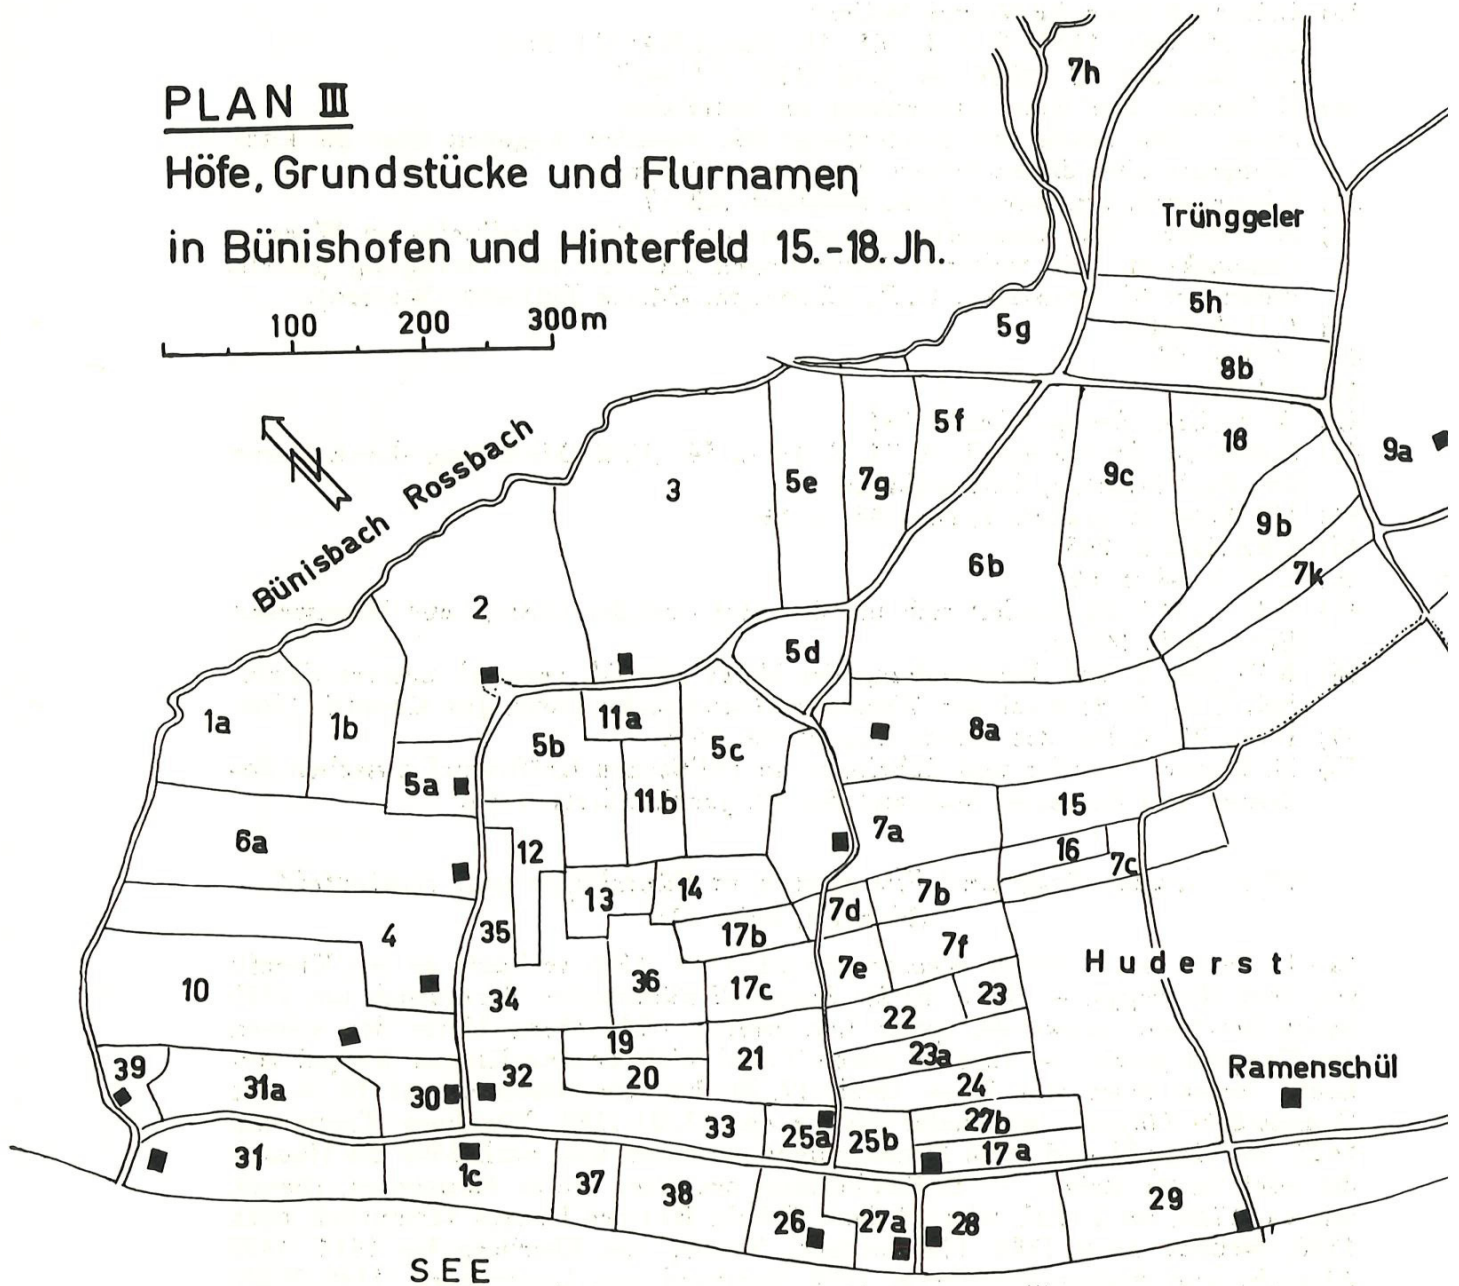 PLAN III
Höfe, Grundstücke und Flurnamen
in Bünishofen und Hinterfeld 15.-18. Jh.
100 200 300m
N
Bünisbach Rossbach
7h
Trünggeler
5h
5g
8b
5f
18
9a
3
5e
7g
9c
9b
6b
7k
2
5d
1a
1b
11a
5b
5c
8a
5a
11b
15
7a
6a
12
16
7c
13
14
7b
7d
4
35
17b
7f
Huderst
7e
10
34
36
17c
23
22
19
21
23a
39
31a
30
32
20
24
Ramenschül
33
25a
25b
27b
17a
31
1c
37
38
29
26
27a
28
SEE